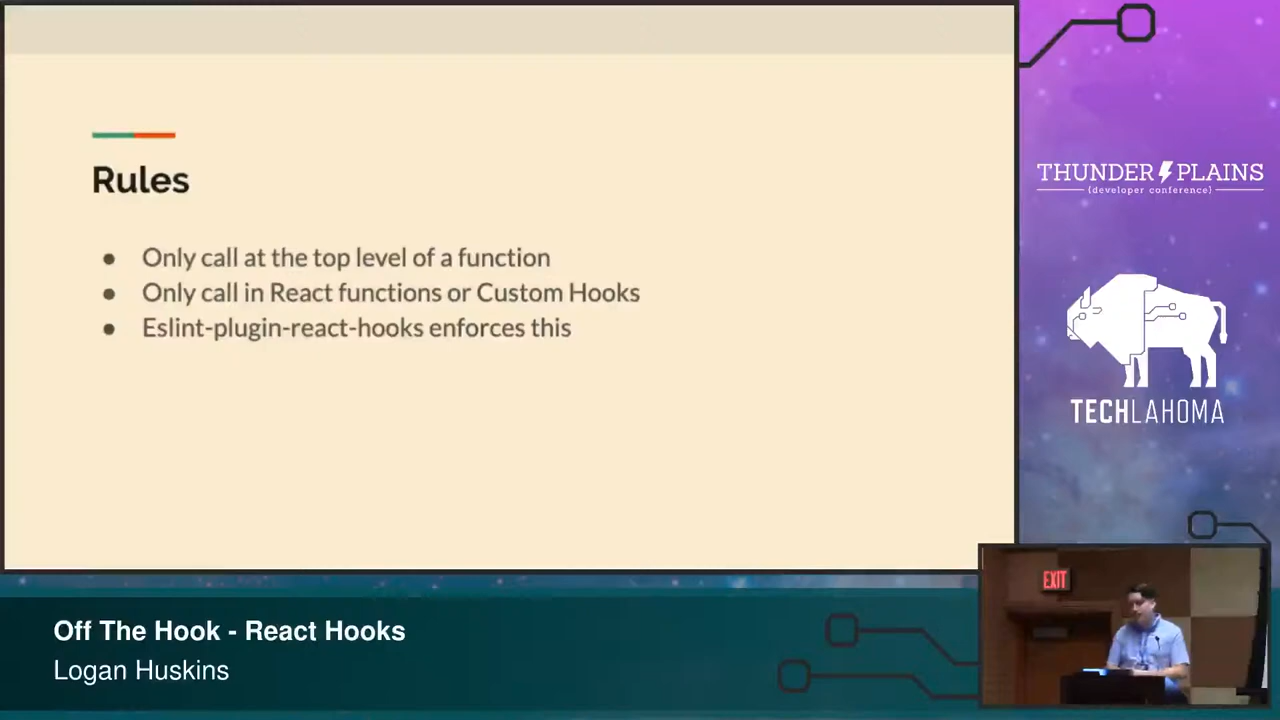 Rules
● Only call at the top level of a function
● Only call in React functions or Custom Hooks
● Eslint-plugin-react-hooks enforces this
THUNDER PLAINS
{developer conference}
TECHLAHOMA
EXIT
Off The Hook - React Hooks
Logan Huskins